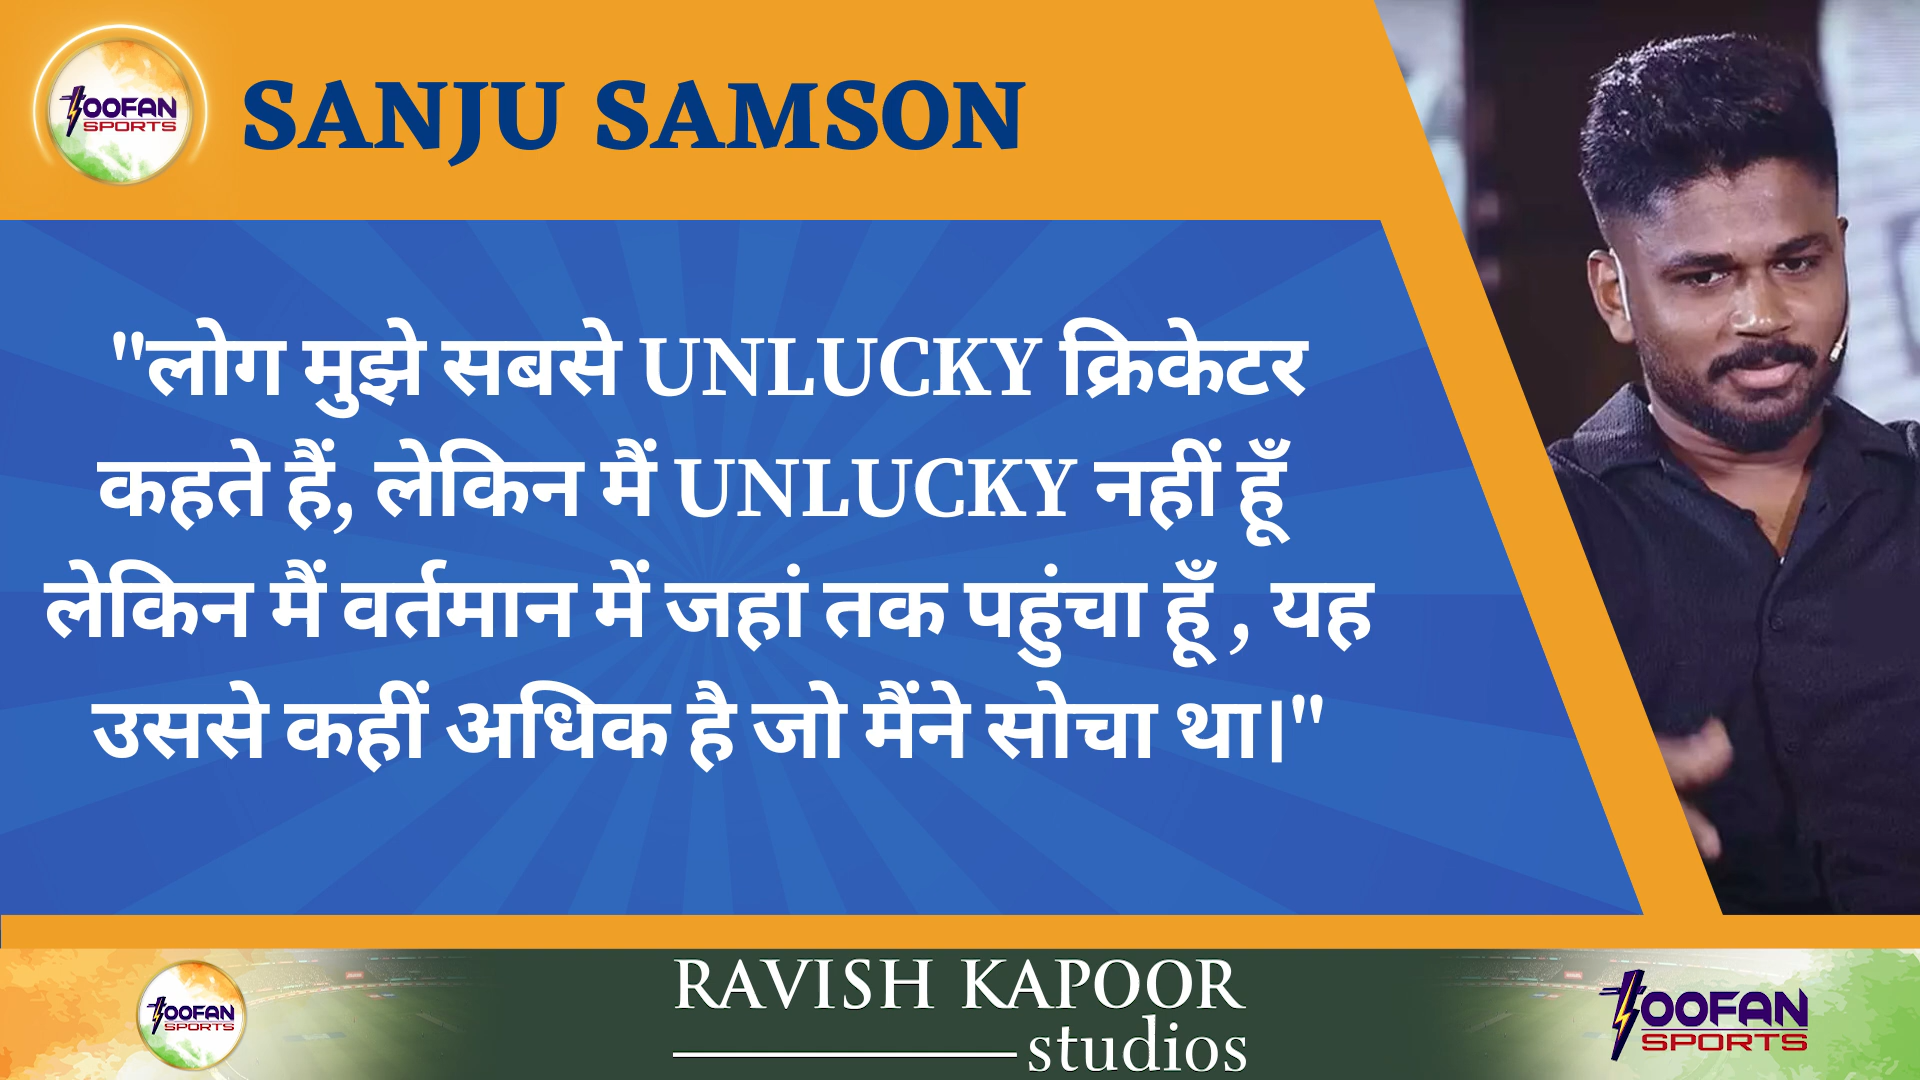 TOOFAN
SPORTS
SANJU SAMSON
"लोग मुझे सबसे UNLUCKY क्रिकेटर
कहते हैं, लेकिन मैं UNLUCKY नहीं हूँ
लेकिन मैं वर्तमान में जहां तक पहुंचा हूँ , यह
उससे कहीं अधिक है जो मैंने सोचा था|"
TOOFAN
SPORTS
RAVISH KAPOOR
studios
TOOFAN
SPORTS